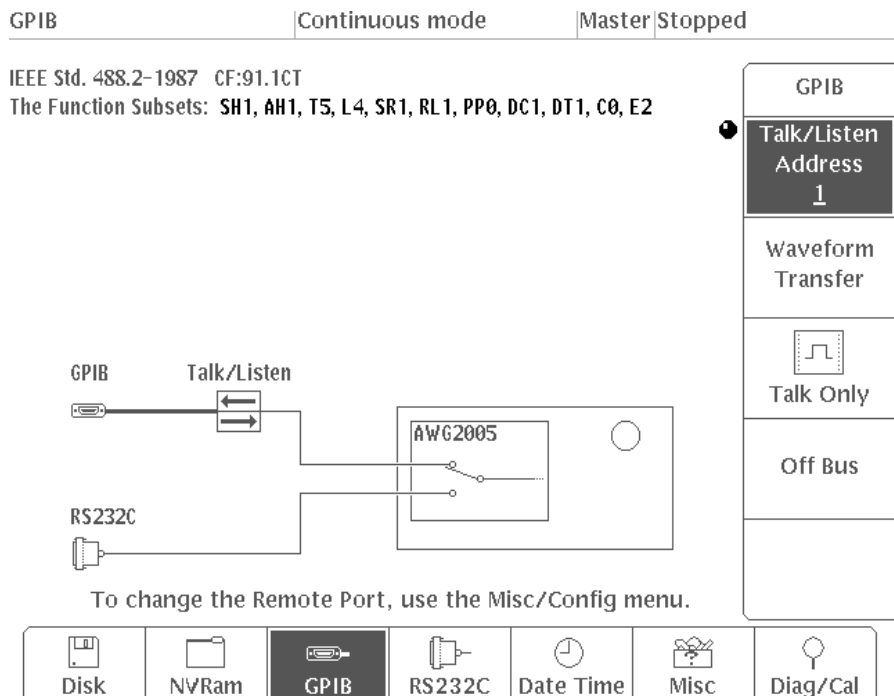 GPIB Continuous mode Master Stopped
IEEE Std. 488.2-1987 CF:91.1CT
The Function Subsets: SH1, AH1, T5, L4, SR1, RL1, PP0, DC1, DT1, C0, E2
GPIB
Talk/Listen
Address
1
Waveform
Transfer
Talk Only
Off Bus
GPIB Talk/Listen
AWG2005
RS232C
To change the Remote Port, use the Misc/Config menu.
Disk NVRam GPIB RS232C Date Time Misc Diag/Cal